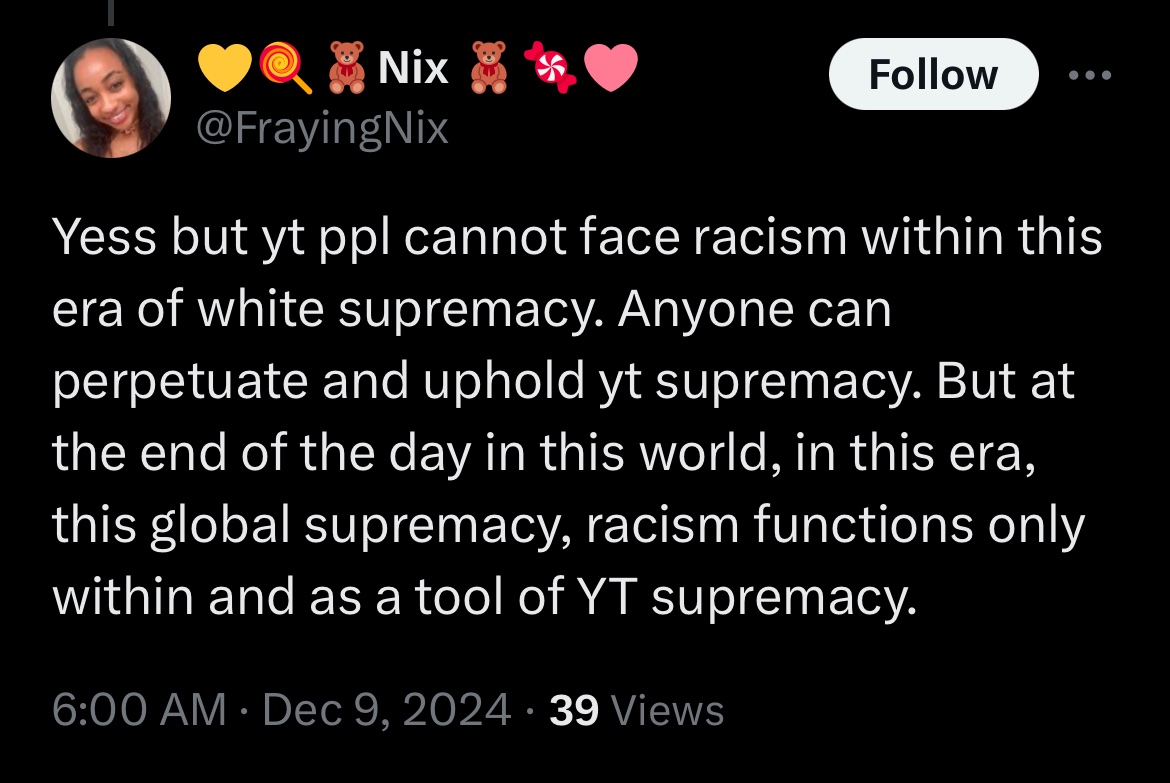 💛🍭🧸Nix 🧸🍬🩷
Follow
@FrayingNix
Yess but yt ppl cannot face racism within this
era of white supremacy. Anyone can
perpetuate and uphold yt supremacy. But at
the end of the day in this world, in this era,
this global supremacy, racism functions only
within and as a tool of YT supremacy.
6:00 AM · Dec 9, 2024 · 39 Views